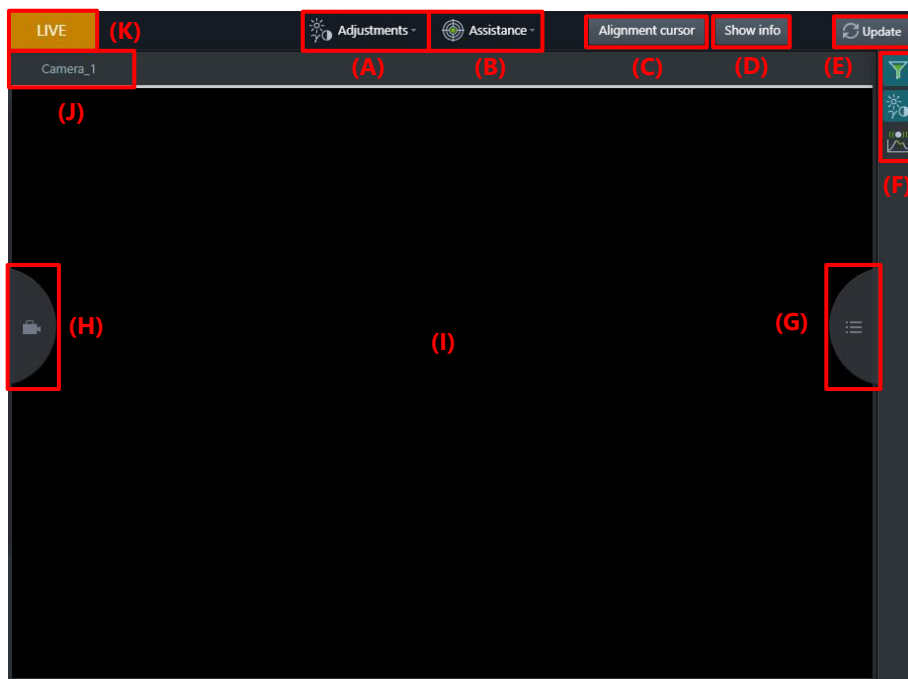 LIVE (K) Adjustments Assistance Alignment cursor Show info Update
Camera_1 (A) (B) (C) (D) (E)
(J)
(F)
(H) (I) (G)